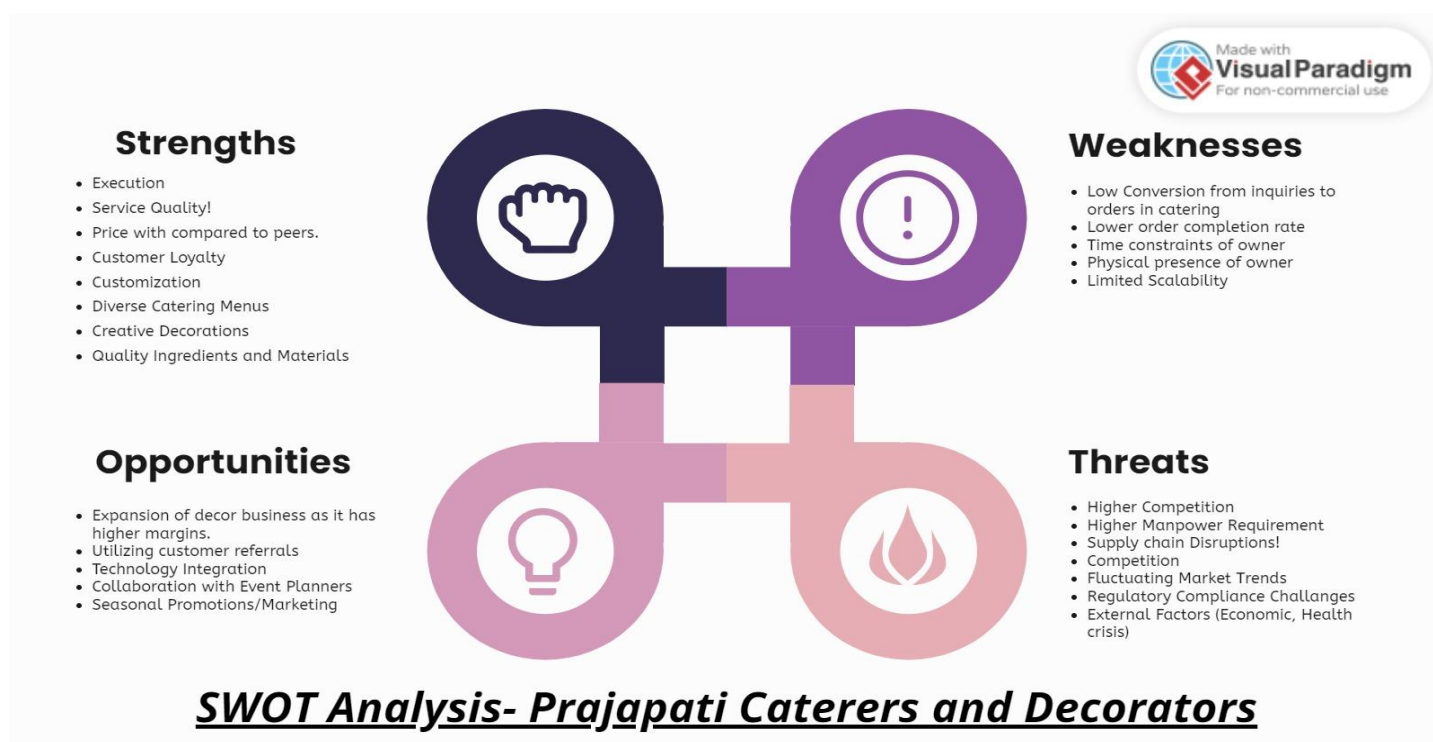 Made with
Visual Paradigm
For non-commercial use
Strengths
• Execution
• Service Quality!
• Price with compared to peers.
• Customer Loyalty
• Customization
• Diverse Catering Menus
• Creative Decorations
• Quality Ingredients and Materials
Weaknesses
• Low Conversion from inquiries to
orders in catering
• Lower order completion rate
• Time constraints of owner
• Physical presence of owner
• Limited Scalability
Opportunities
• Expansion of decor business as it has
higher margins.
• Utilizing customer referrals
• Technology Integration
• Collaboration with Event Planners
• Seasonal Promotions/Marketing
Threats
• Higher Competition
• Higher Manpower Requirement
• Supply chain Disruptions!
• Competition
• Fluctuating Market Trends
• Regulatory Compliance Challanges
• External Factors (Economic, Health
crisis)
SWOT Analysis- Prajapati Caterers and Decorators